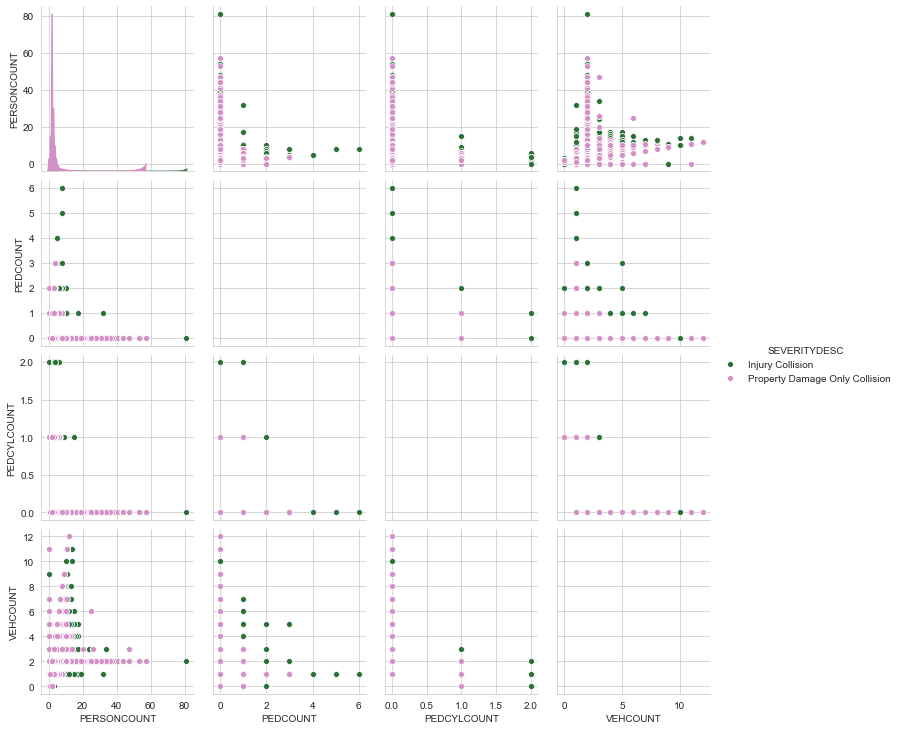 80
60
40
20
0
PERSONCOUNT
6
5
4
3
2
1
0
PEDCOUNT
SEVERITYDESC
Injury Collision
Property Damage Only Collision
2.0
1.5
1.0
0.5
0.0
PEDCYLCOUNT
12
10
8
6
4
2
0
VEHCOUNT
0 20 40 60 80
0 2 4 6
0.0 0.5 1.0 1.5 2.0
0 5 10
PERSONCOUNT
PEDCOUNT
PEDCYLCOUNT
VEHCOUNT